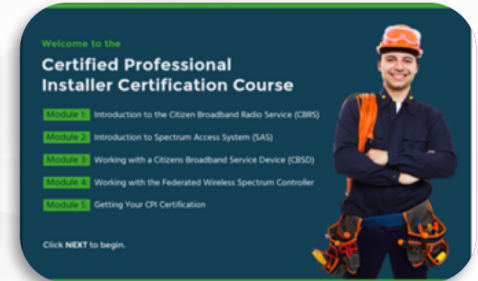 Welcome to the
Certified Professional
Installer Certification Course
Module 1: Introduction to the Citizen Broadband Radio Service (CBRS)
Module 2: Introduction to Spectrum Access System (SAS)
Module 3: Working with a Citizens Broadband Service Device (CBSD)
Module 4: Working with the Federated Wireless Spectrum Controller
Module 5: Getting Your CPI Certification
Click NEXT to begin.